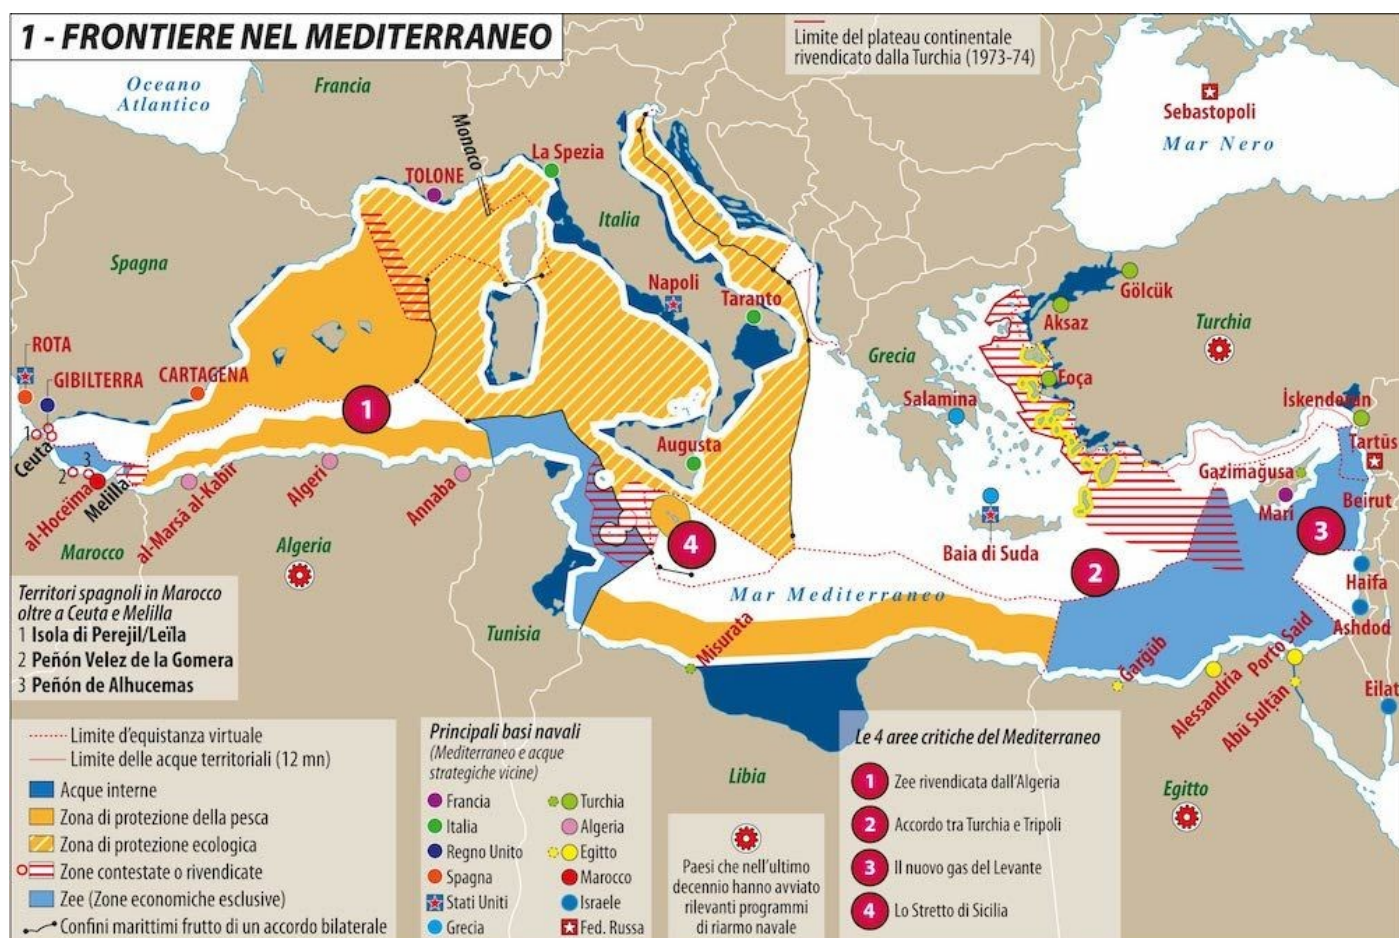 1 - FRONTIERE NEL MEDITERRANEO
Limite del plateau continentale
rivendicato dalla Turchia (1973-74)
Oceano
Atlantico
Francia
Monaco
Sebastopoli
Mar Nero
TOLONE
La Spezia
Italia
Spagna
Napoli
Taranto
Gölcük
Aksaz
Turchia
Grecia
Foça
ROTA
GIBILTERRA
CARTAGENA
Salamina
İskenderun
1
Augusta
Tartūs
1
Ceuta
2
3
al-Hoceïma
Melilla
al-Marsā al-Kabīr
Algeri
Annaba
Gazimağusa
Mari
Beirut
3
4
Baia di Suda
2
Haifa
Marocco
Algeria
Mar Mediterraneo
Ashdod
Tunisia
Misurata
Ğarğūb
Alessandria
Porto Said
Abū Sulṭān
Eilat
Libia
Egitto
Territori spagnoli in Marocco
oltre a Ceuta e Melilla
1 Isola di Perejil/Leïla
2 Peñón Velez de la Gomera
3 Peñón de Alhucemas
Limite d'equistanza virtuale
Limite delle acque territoriali (12 mn)
Acque interne
Zona di protezione della pesca
Zona di protezione ecologica
Zone contestate o rivendicate
Zee (Zone economiche esclusive)
Confini marittimi frutto di un accordo bilaterale
Principali basi navali
(Mediterraneo e acque
strategiche vicine)
Francia
Italia
Regno Unito
Spagna
Stati Uniti
Grecia
Turchia
Algeria
Egitto
Marocco
Israele
Fed. Russa
Paesi che nell'ultimo
decennio hanno avviato
rilevanti programmi
di riarmo navale
Le 4 aree critiche del Mediterraneo
1 Zee rivendicata dall'Algeria
2 Accordo tra Turchia e Tripoli
3 Il nuovo gas del Levante
4 Lo Stretto di Sicilia